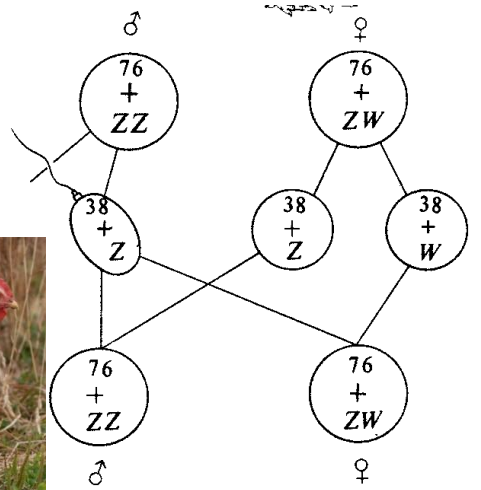 ♂ ♀
76 76
+ +
ZZ ZW
38 38 38
+ + +
Z Z W
76 76
+ +
ZZ ZW
♂ ♀